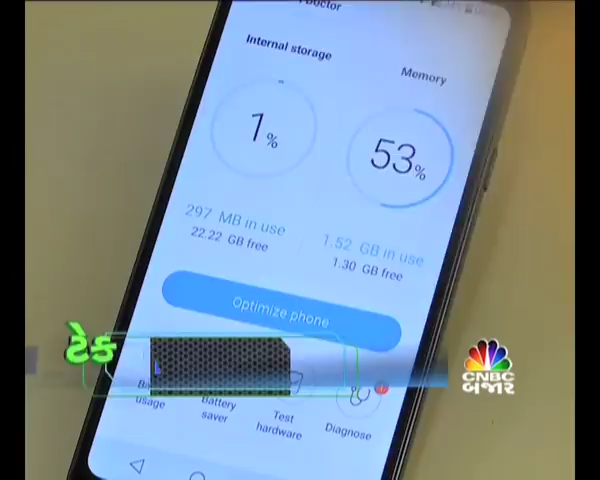 Doctor
Internal storage
Memory
1%
53%
297 MB in use
22.22 GB free
1.52 GB in use
1.30 GB free
Optimize phone
ટેક
usage
Battery
saver
Test
hardware
Diagnose
CNBC
બજાર